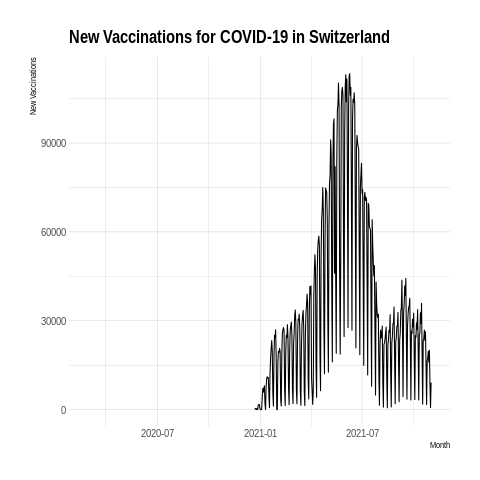 New Vaccinations for COVID-19 in Switzerland
New Vaccinations
90000
60000
30000
0
2020-07
2021-01
2021-07
Month